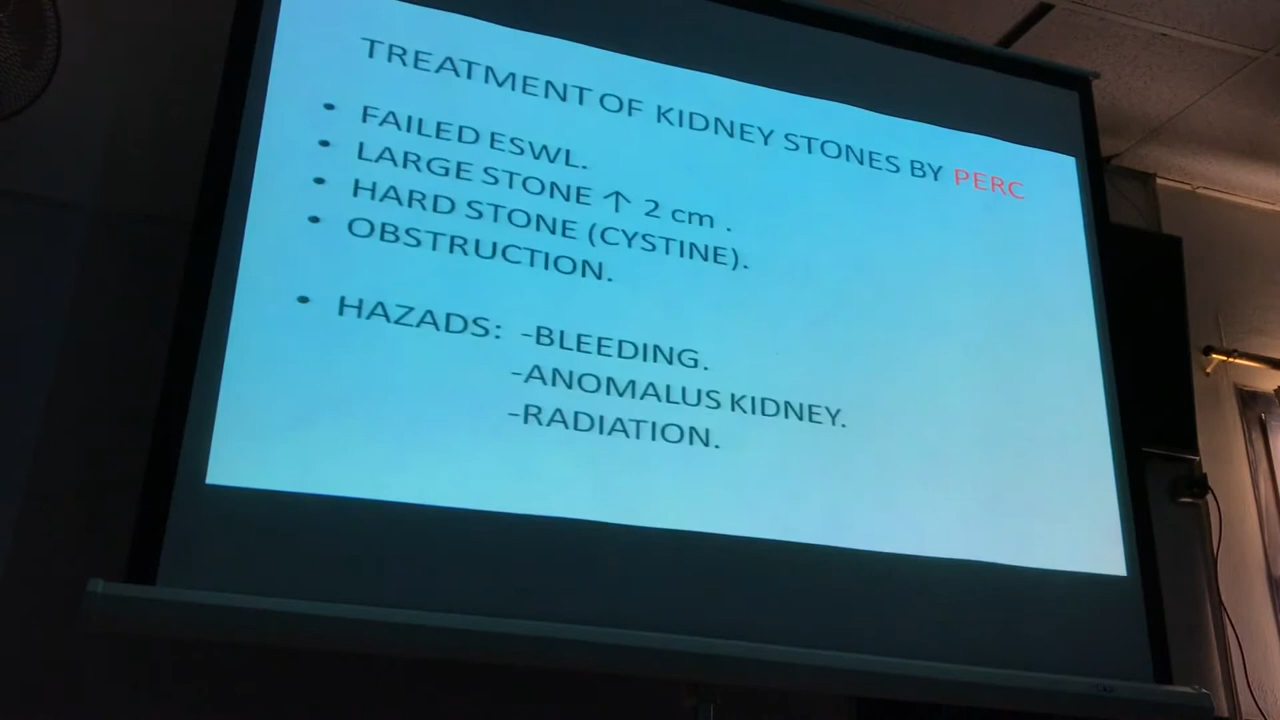 TREATMENT OF KIDNEY STONES BY PERC
• FAILED ESWL.
• LARGE STONE ↑ 2 cm .
• HARD STONE (CYSTINE).
• OBSTRUCTION.
• HAZADS: -BLEEDING.
-ANOMALUS KIDNEY.
-RADIATION.